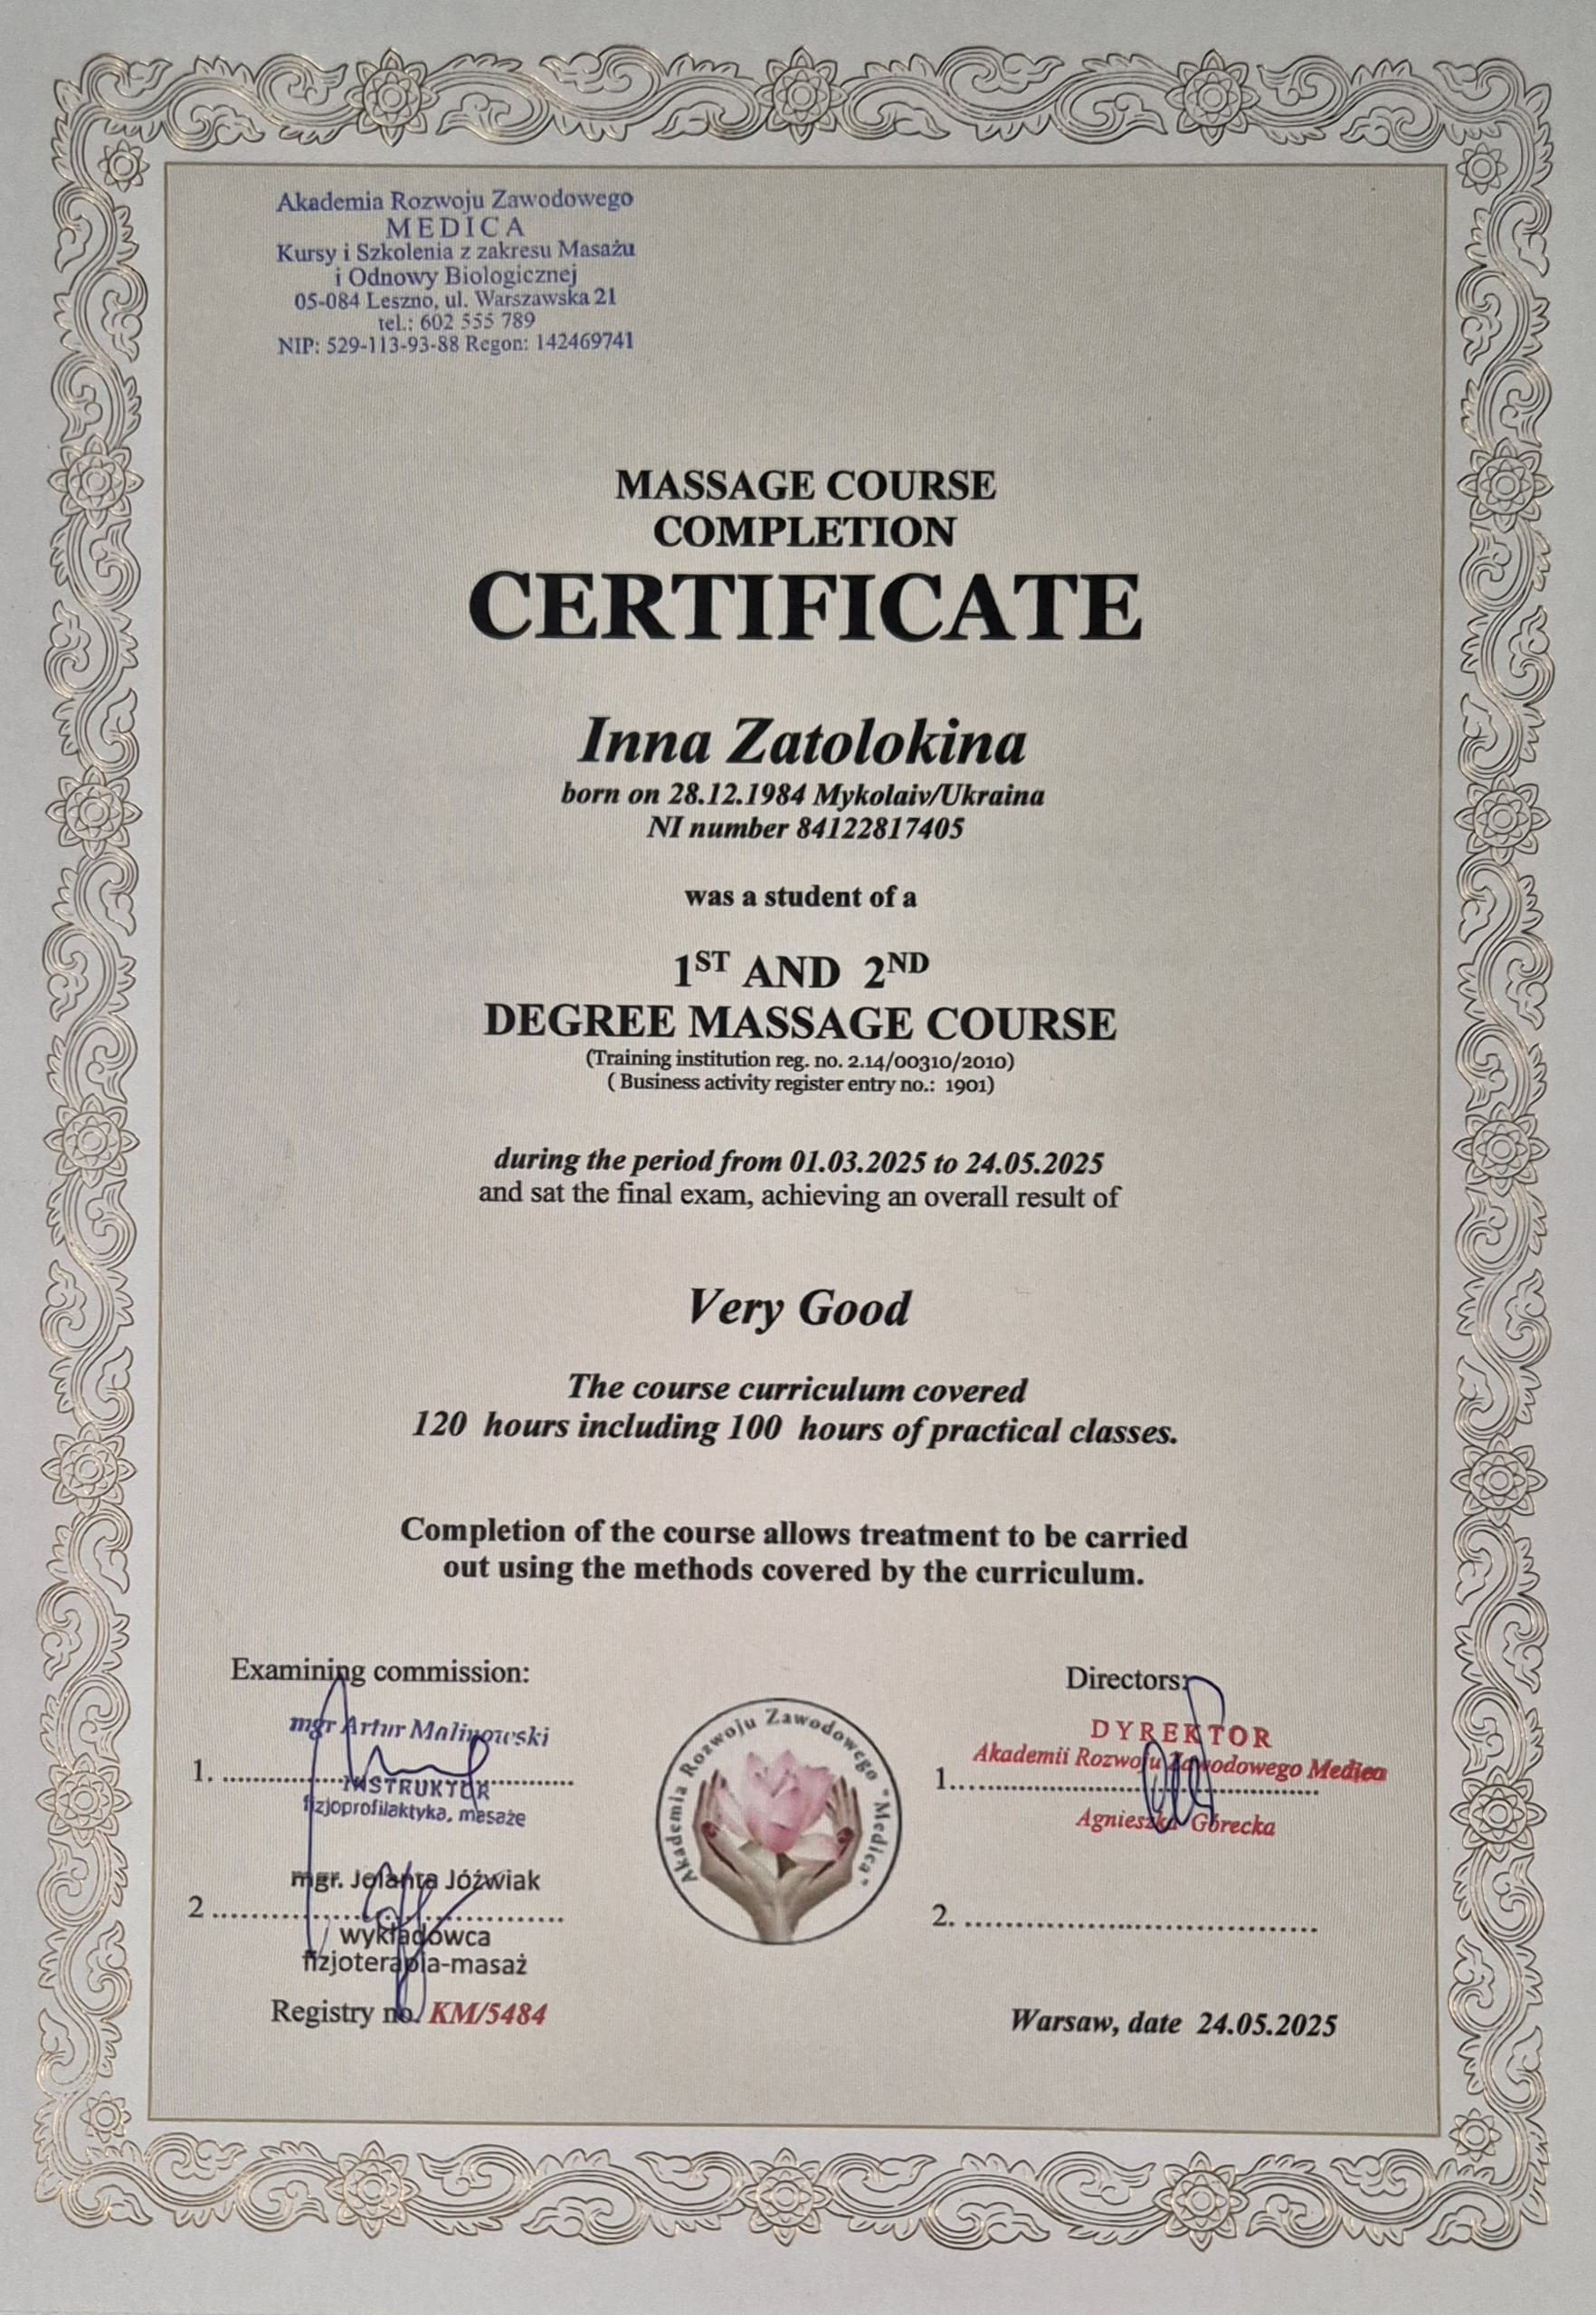 Akademia Rozwoju Zawodowego
MEDICA
Kursy i Szkolenia z zakresu Masażu
i Odnowy Biologicznej
05-084 Leszno, ul. Warszawska 21
tel.: 602 555 789
NIP: 529-113-93-88 Regon: 142469741
MASSAGE COURSE
COMPLETION
CERTIFICATE
Inna Zatolokina
born on 28.12.1984 Mykolaiv/Ukraina
NI number 84122817405
was a student of a
1ST AND 2ND
DEGREE MASSAGE COURSE
(Training institution reg. no. 2.14/00310/2010)
( Business activity register entry no.: 1901)
during the period from 01.03.2025 to 24.05.2025
and sat the final exam, achieving an overall result of
Very Good
The course curriculum covered
120 hours including 100 hours of practical classes.
Completion of the course allows treatment to be carried
out using the methods covered by the curriculum.
Examining commission:
mgr Artur Malinowski
1. ..........................................
INSTRUKTOR
fizjoprofilaktyka, masaże
mgr. Jolanta Jóźwiak
2..........................................
wykładowca
fizjoterapia-masaż
Registry no. KM/5484
Akademia Rozwoju Zawodowego "Medica"
Directors:
DYREKTOR
Akademii Rozwoju Zawodowego Medica
1..........................................
Agnieszka Górecka
2. ..........................................
Warsaw, date 24.05.2025